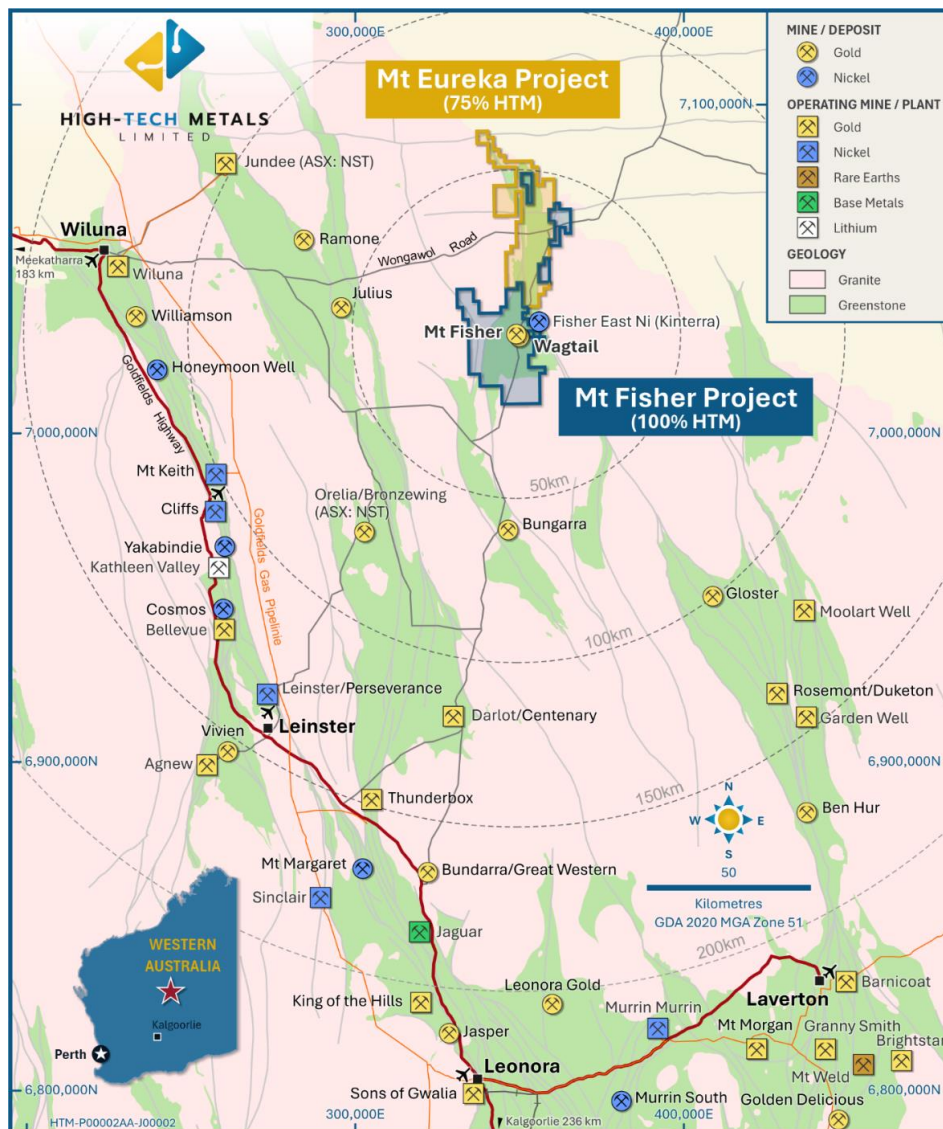 HIGH-TECH METALS
LIMITED
300,000E
400,000E
MINE / DEPOSIT
Gold
Nickel
OPERATING MINE / PLANT
Gold
Nickel
Rare Earths
Base Metals
Lithium
GEOLOGY
Granite
Greenstone
Mt Eureka Project
(75% HTM)
7,100,000N
Jundee (ASX: NST)
Wiluna
Meekatharra
183 km
Wiluna
Ramone
Wongawol Road
Julius
Williamson
Mt Fisher
Fisher East Ni (Kinterra)
Wagtail
Honeymoon Well
Goldfields Highway
Mt Fisher Project
(100% HTM)
7,000,000N
7,000,000N
Mt Keith
50km
Cliffs
Orelia/Bronzewing
(ASX: NST)
Bungarra
Goldfields Gas Pipelinie
Yakabindie
Kathleen Valley
Gloster
Moolart Well
Cosmos
Bellevue
100km
Leinster/Perseverance
Rosemont/Duketon
Leinster
Darlot/Centenary
Garden Well
Vivien
Agnew
6,900,000N
6,900,000N
Thunderbox
150km
N
W E
S
Ben Hur
Mt Margaret
Bundarra/Great Western
50
Kilometres
GDA 2020 MGA Zone 51
Sinclair
Jaguar
200km
WESTERN
AUSTRALIA
Kalgoorlie
Perth
King of the Hills
Leonora Gold
Laverton
Barnicoat
Jasper
Murrin Murrin
Mt Morgan
Granny Smith
Brightstar
Leonora
Mt Weld
Sons of Gwalia
6,800,000N
6,800,000N
Murrin South
Golden Delicious
HTM-P00002AA-J00002
300,000E
Kalgoorlie 236 km
400,000E